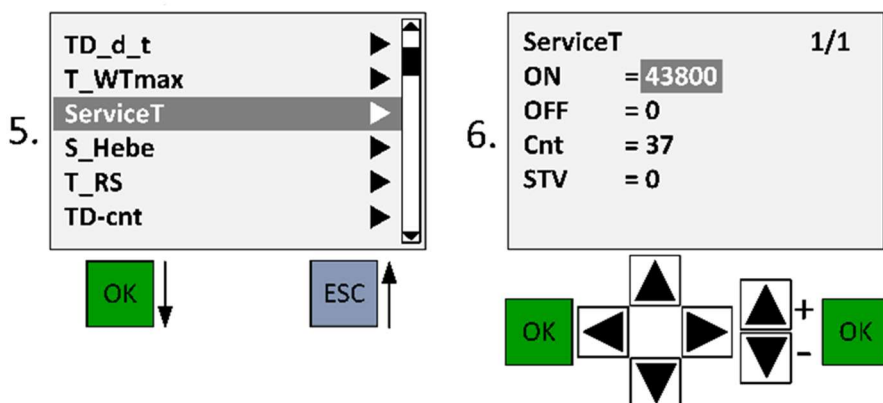 5.
TD_d_t
T_WTmax
ServiceT
S_Hebe
T_RS
TD-cnt
OK
ESC
6.
ServiceT 1/1
ON =43800
OFF = 0
Cnt = 37
STV = 0
OK
+
-
OK